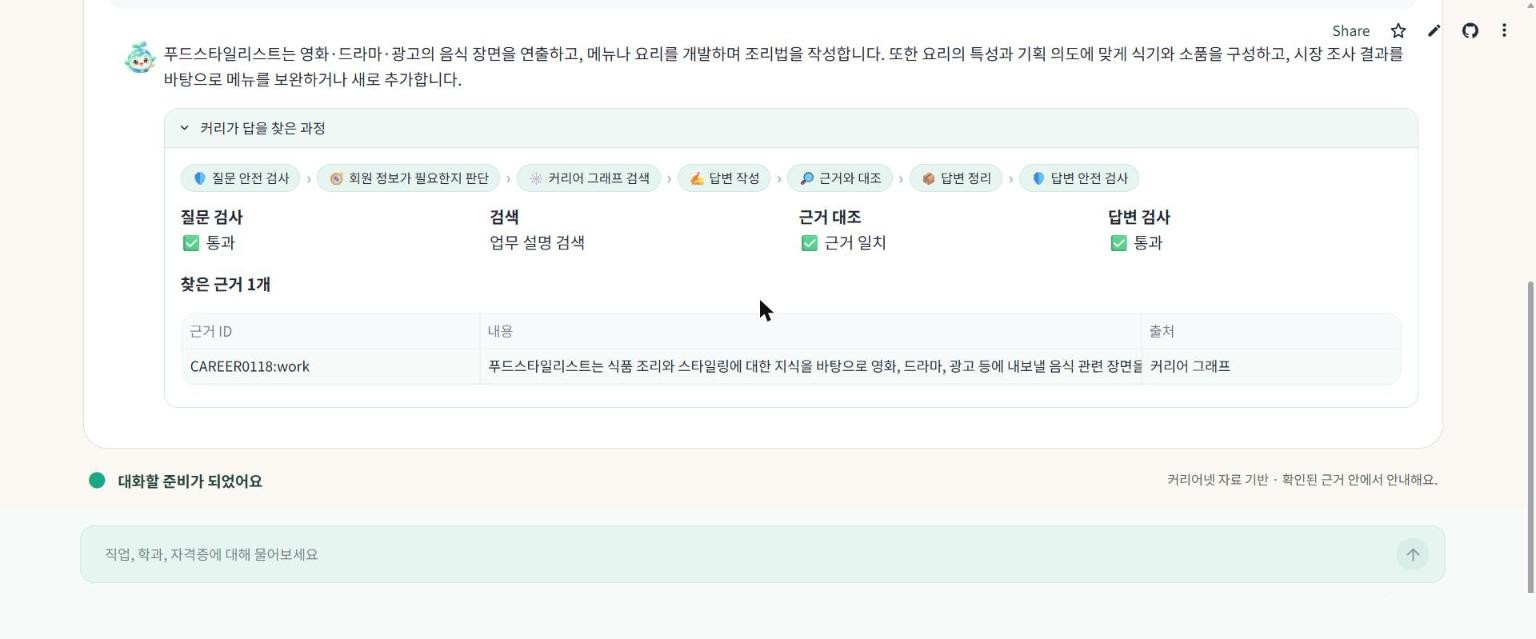 Share
푸드스타일리스트는 영화·드라마·광고의 음식 장면을 연출하고, 메뉴나 요리를 개발하며 조리법을 작성합니다. 또한 요리의 특성과 기획 의도에 맞게 식기와 소품을 구성하고, 시장 조사 결과를
바탕으로 메뉴를 보완하거나 새로 추가합니다.
커리가 답을 찾은 과정
질문 안전 검사 › 회원 정보가 필요한지 판단 › 커리어 그래프 검색 › 답변 작성 › 근거와 대조 › 답변 정리 › 답변 안전 검사
질문 검사 검색 근거 대조 답변 검사
통과 업무 설명 검색 근거 일치 통과
찾은 근거 1개
근거 ID 내용 출처
CAREER0118:work 푸드스타일리스트는 식품 조리와 스타일링에 대한 지식을 바탕으로 영화, 드라마, 광고 등에 내보낼 음식 관련 장면을 커리어 그래프
대화할 준비가 되었어요 커리어넷 자료 기반 · 확인된 근거 안에서 안내해요.
직업, 학과, 자격증에 대해 물어보세요